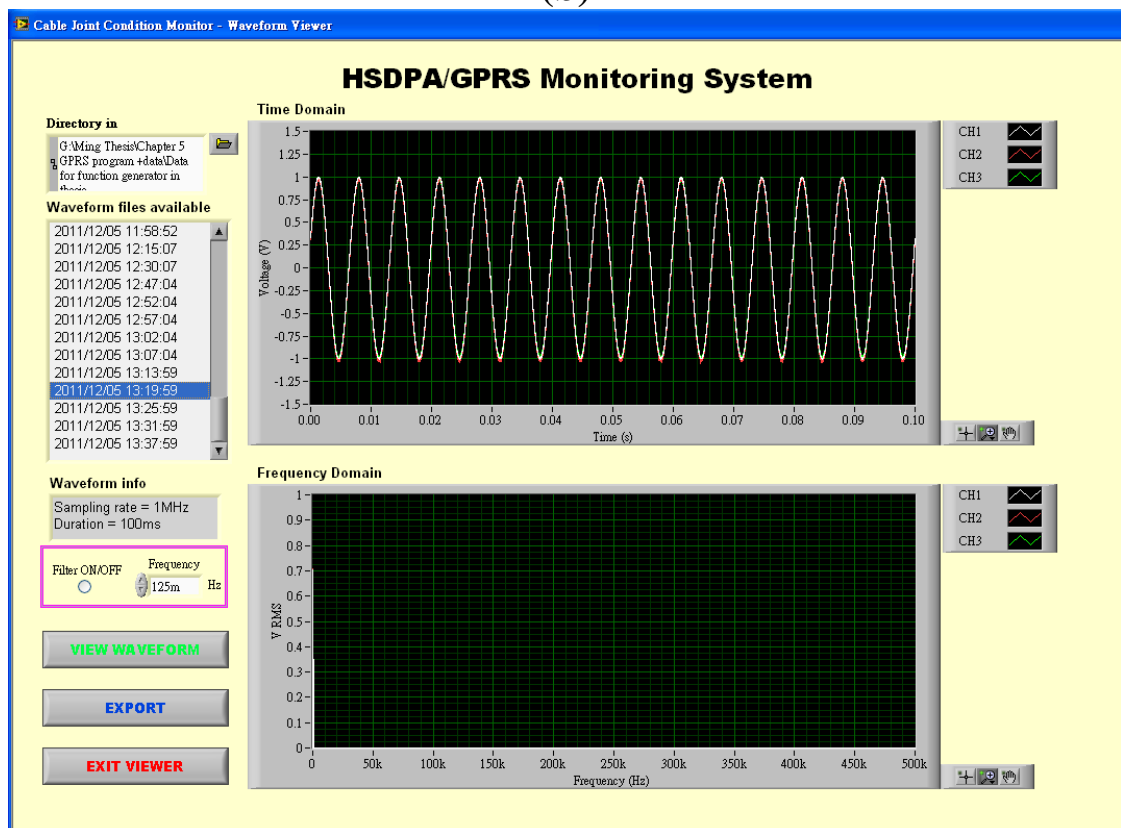 Cable Joint Condition Monitor - Waveform Viewer
HSDPA/GPRS Monitoring System
Directory in
G:\Ming Thesis\Chapter 5
GPRS program +data\Data
for function generator in
Waveform files available
2011/12/05 11:58:52
2011/12/05 12:15:07
2011/12/05 12:30:07
2011/12/05 12:47:04
2011/12/05 12:52:04
2011/12/05 12:57:04
2011/12/05 13:02:04
2011/12/05 13:07:04
2011/12/05 13:13:59
2011/12/05 13:19:59
2011/12/05 13:25:59
2011/12/05 13:31:59
2011/12/05 13:37:59
Waveform info
Sampling rate = 1MHz
Duration = 100ms
Filter ON/OFF
Frequency
125m Hz
VIEW WAVEFORM
EXPORT
EXIT VIEWER
Time Domain
Voltage (V)
1.5
1.25
1
0.75
0.5
0.25
0
-0.25
-0.5
-0.75
-1
-1.25
-1.5
0.00 0.01 0.02 0.03 0.04 0.05 0.06 0.07 0.08 0.09 0.10
Time (s)
CH1
CH2
CH3
Frequency Domain
V RMS
1
0.9
0.8
0.7
0.6
0.5
0.4
0.3
0.2
0.1
0
0 50k 100k 150k 200k 250k 300k 350k 400k 450k 500k
Frequency (Hz)
CH1
CH2
CH3